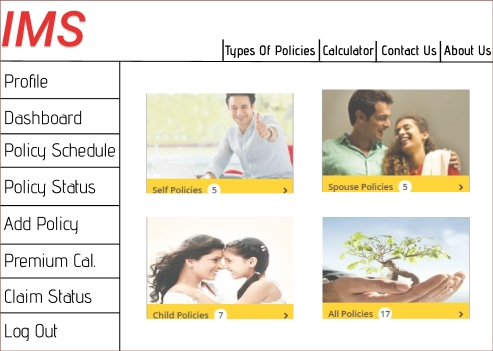 IMS
Types Of Policies
Calculator
Contact Us
About Us
Profile
Dashboard
Policy Schedule
Policy Status
Add Policy
Premium Cal.
Claim Status
Log Out
Self Policies 5 >
Spouse Policies 5 >
Child Policies 7 >
All Policies 17 >